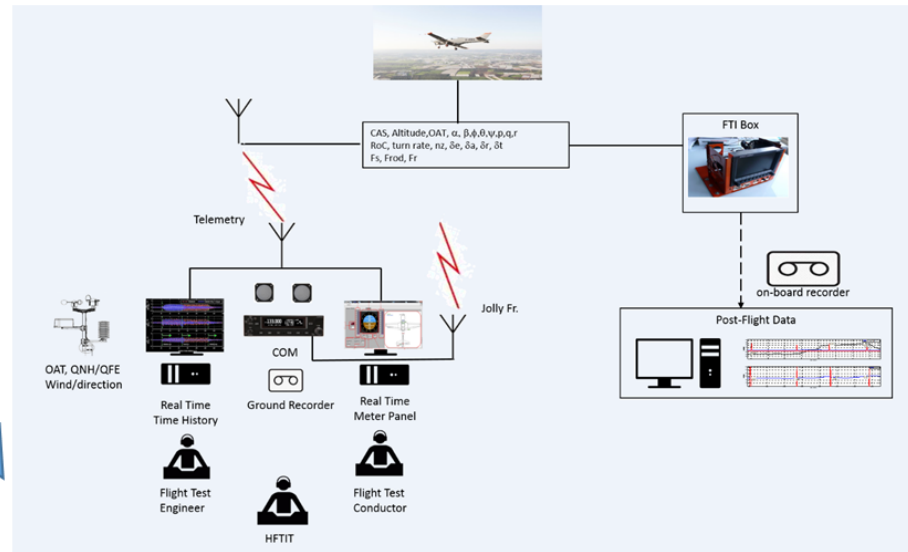 CAS, Altitude,OAT, α, β,ϕ,θ,ψ,p,q,r
RoC, turn rate, nz, δe, δa, δr, δt
Fs, Frod, Fr
FTI Box
Telemetry
Jolly Fr.
on-board recorder
Post-Flight Data
OAT, QNH/QFE
Wind/direction
COM
Real Time
Time History
Ground Recorder
Real Time
Meter Panel
Flight Test
Engineer
Flight Test
Conductor
HFTIT